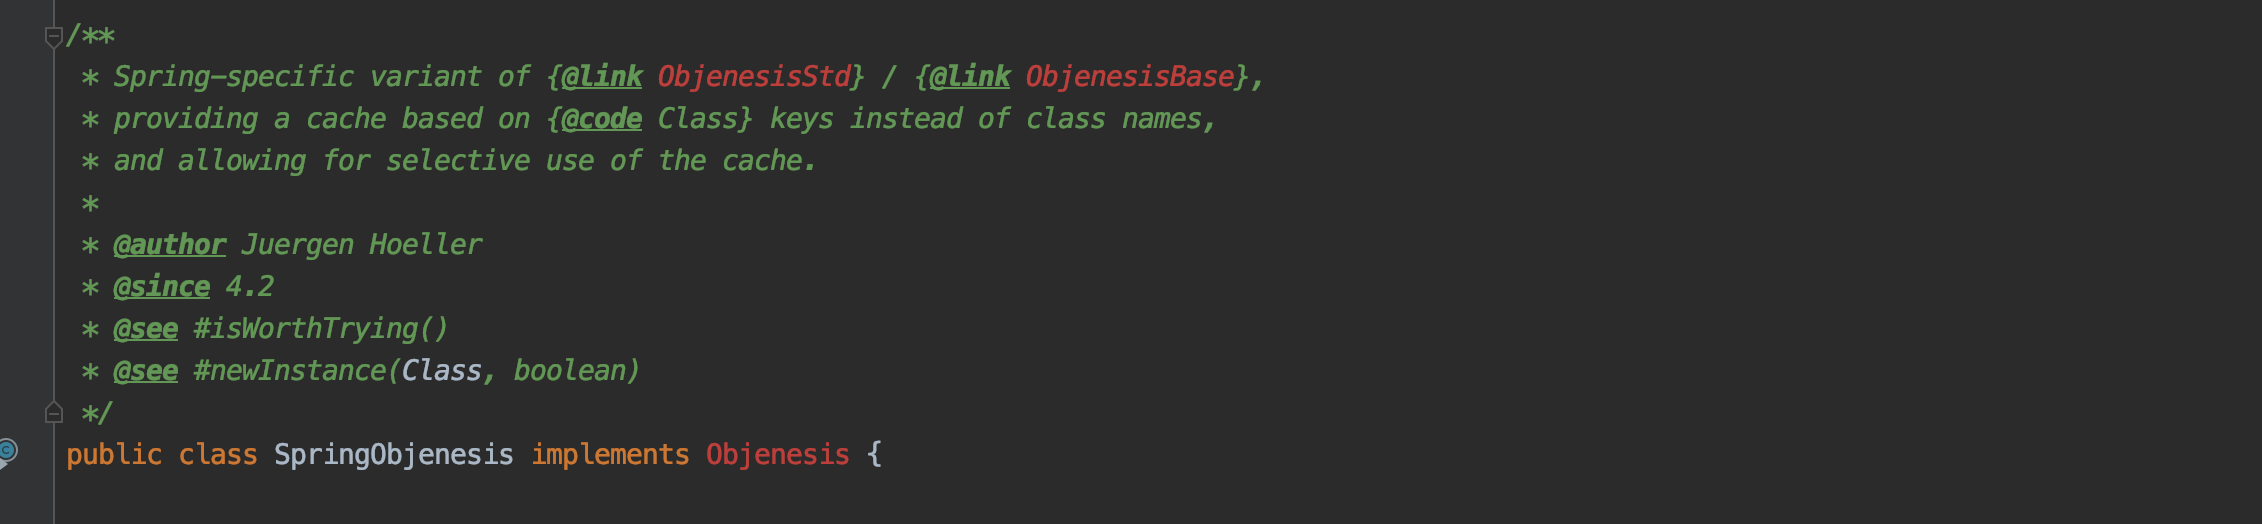 /**
 * Spring-specific variant of {@link ObjenesisStd} / {@link ObjenesisBase},
 * providing a cache based on {@code Class} keys instead of class names,
 * and allowing for selective use of the cache.
 *
 * @author Juergen Hoeller
 * @since 4.2
 * @see #isWorthTrying()
 * @see #newInstance(Class, boolean)
 */
public class SpringObjenesis implements Objenesis {